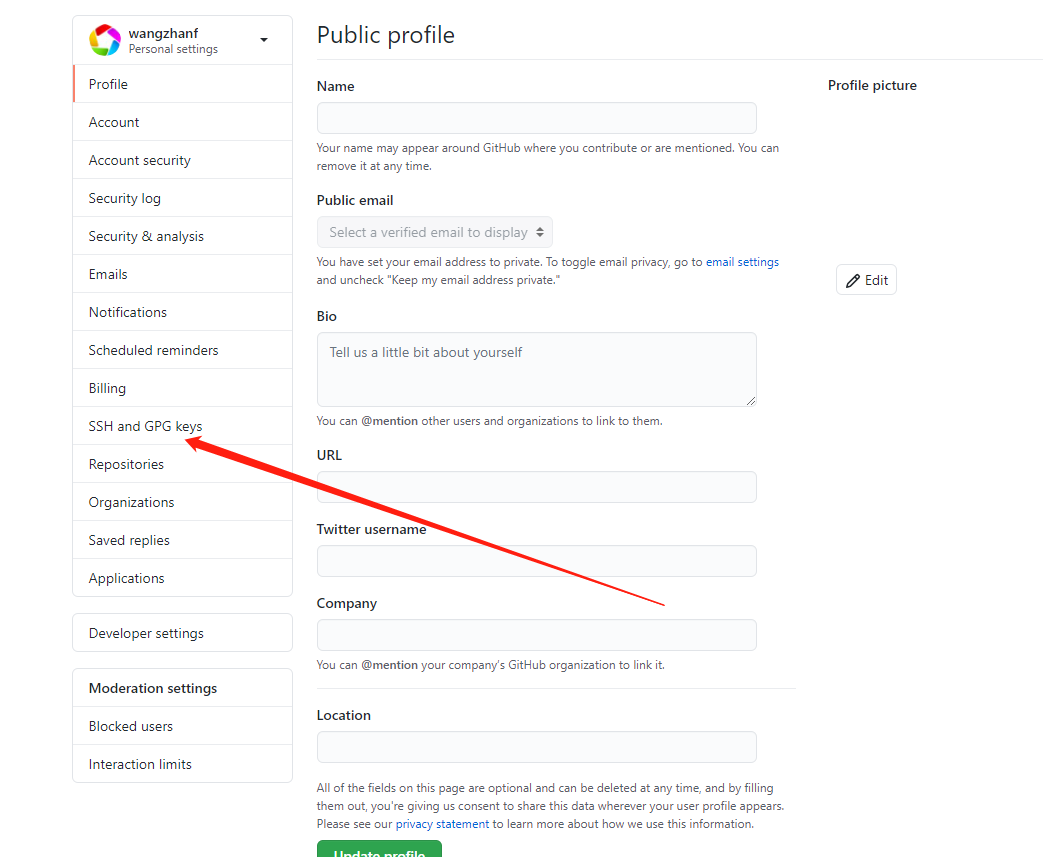 wangzhanf
Personal settings
Profile
Account
Account security
Security log
Security & analysis
Emails
Notifications
Scheduled reminders
Billing
SSH and GPG keys
Repositories
Organizations
Saved replies
Applications
Developer settings
Moderation settings
Blocked users
Interaction limits
Public profile
Name
Your name may appear around GitHub where you contribute or are mentioned. You can
remove it at any time.
Public email
Select a verified email to display
You have set your email address to private. To toggle email privacy, go to email settings
and uncheck "Keep my email address private."
Bio
Tell us a little bit about yourself
You can @mention other users and organizations to link to them.
URL
Twitter username
Company
You can @mention your company's GitHub organization to link it.
Location
All of the fields on this page are optional and can be deleted at any time, and by filling
them out, you're giving us consent to share this data wherever your user profile appears.
Please see our privacy statement to learn more about how we use this information.
Update profile
Profile picture
Edit